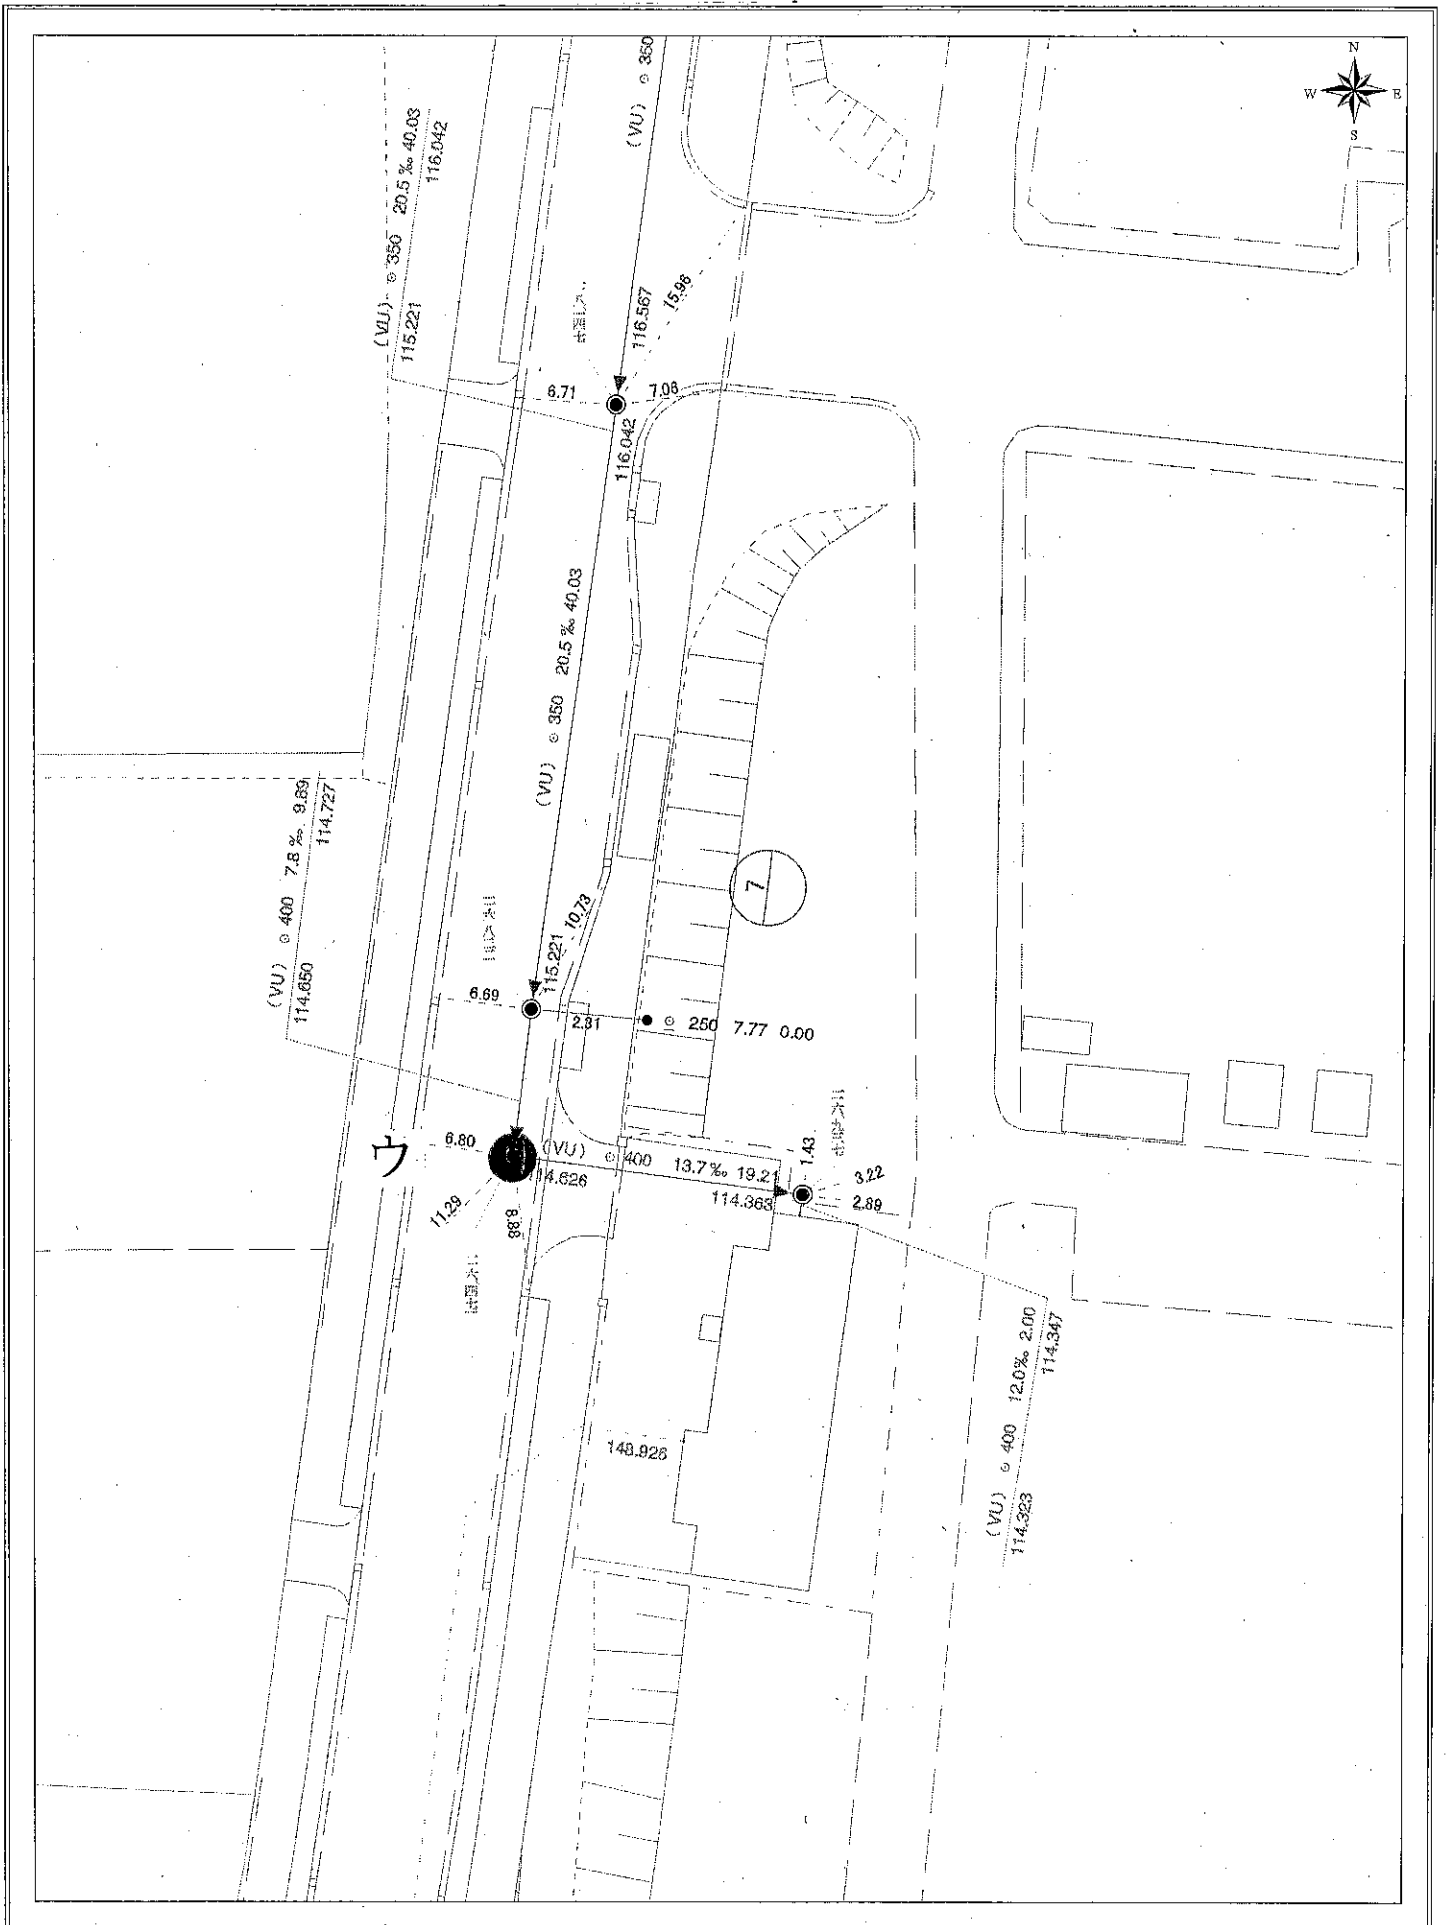 N
W E
S
(VU) ⊙ 350
(VU) ⊙ 350 20.5 ‰ 40.03
115.221 116.042
116.567
15.96
6.71
7.06
116.042
(VU) ⊙ 350 20.5 ‰ 40.03
(VU) ⊙ 400 7.8 ‰ 9.89
114.650 114.727
7
10.73
115.221
6.69
2.31
⊙ 250 7.77 0.00
ウ
6.80
(VU) ⊙ 400 13.7 ‰ 19.21
14.626
114.363
1.43
3.22
2.89
11.29
8.88
(VU) ⊙ 400 12.0‰ 2.00
114.323 114.347